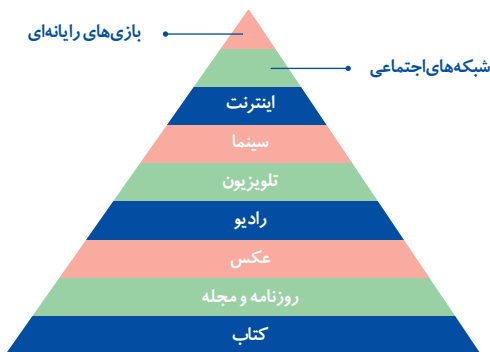 بازی‌های رایانه‌ای
شبکه‌های‌اجتماعی
اینترنت
سینما
تلویزیون
رادیو
عکس
روزنامه و مجله
کتاب